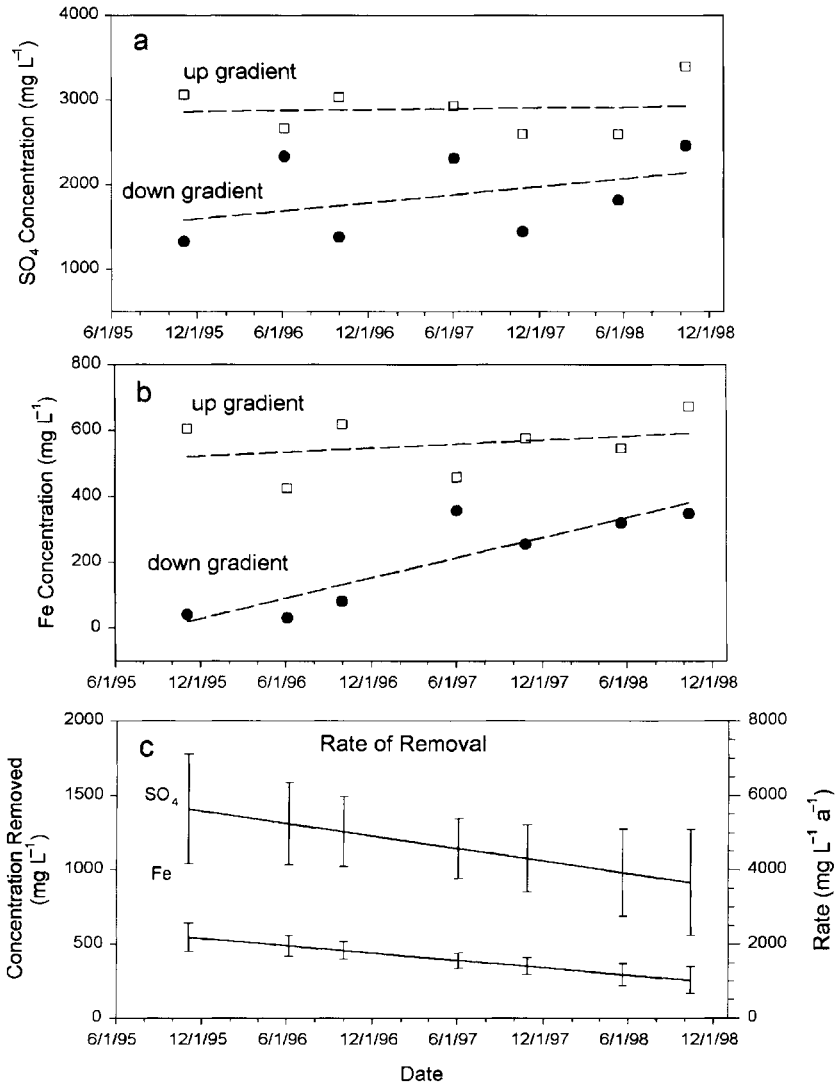 a
4000
3000
2000
1000
SO₄ Concentration (mg L⁻¹)
up gradient
down gradient
6/1/95 12/1/95 6/1/96 12/1/96 6/1/97 12/1/97 6/1/98 12/1/98
b
800
600
400
200
0
Fe Concentration (mg L⁻¹)
up gradient
down gradient
6/1/95 12/1/95 6/1/96 12/1/96 6/1/97 12/1/97 6/1/98 12/1/98
c
Rate of Removal
2000
1500
1000
500
0
Concentration Removed
(mg L⁻¹)
SO₄
Fe
8000
6000
4000
2000
0
Rate (mg L⁻¹ a⁻¹)
6/1/95 12/1/95 6/1/96 12/1/96 6/1/97 12/1/97 6/1/98 12/1/98
Date